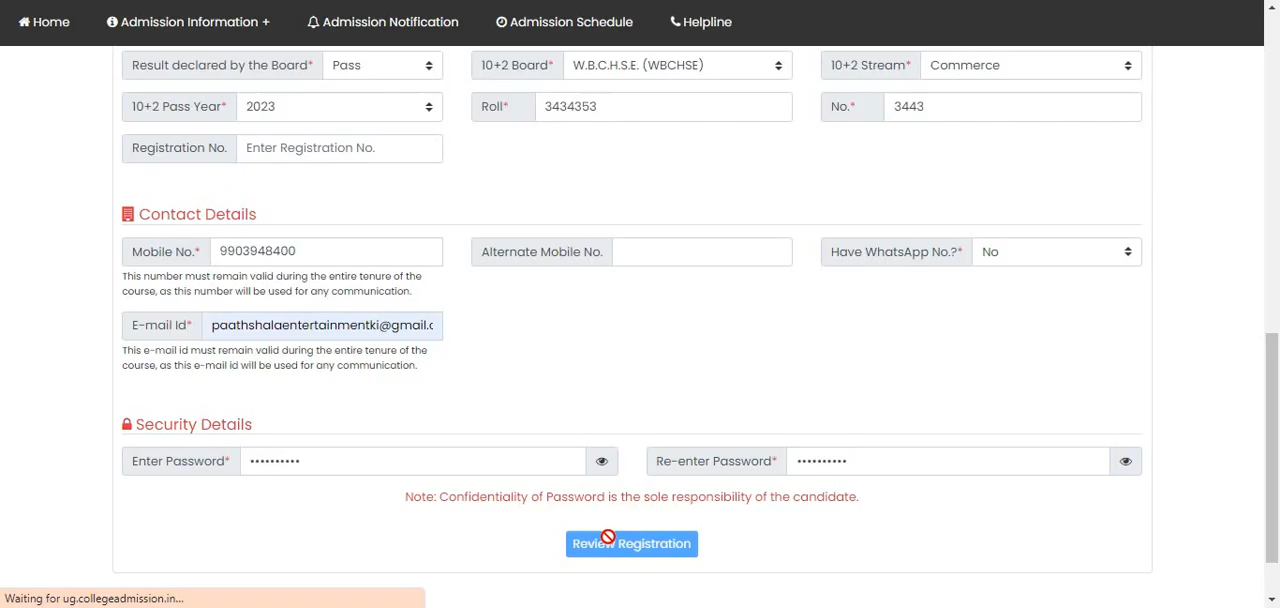 Home Admission Information + Admission Notification Admission Schedule Helpline
Result declared by the Board* Pass 10+2 Board* W.B.C.H.S.E. (WBCHSE) 10+2 Stream* Commerce
10+2 Pass Year* 2023 Roll* 3434353 No.* 3443
Registration No. Enter Registration No.
Contact Details
Mobile No.* 9903948400 Alternate Mobile No. Have WhatsApp No.?* No
This number must remain valid during the entire tenure of the
course, as this number will be used for any communication.
E-mail Id* paathshalaentertainmentki@gmail.c
This e-mail id must remain valid during the entire tenure of the
course, as this e-mail id will be used for any communication.
Security Details
Enter Password* •••••••••• Re-enter Password* ••••••••••
Note: Confidentiality of Password is the sole responsibility of the candidate.
Review Registration
Waiting for ug.collegeadmission.in...